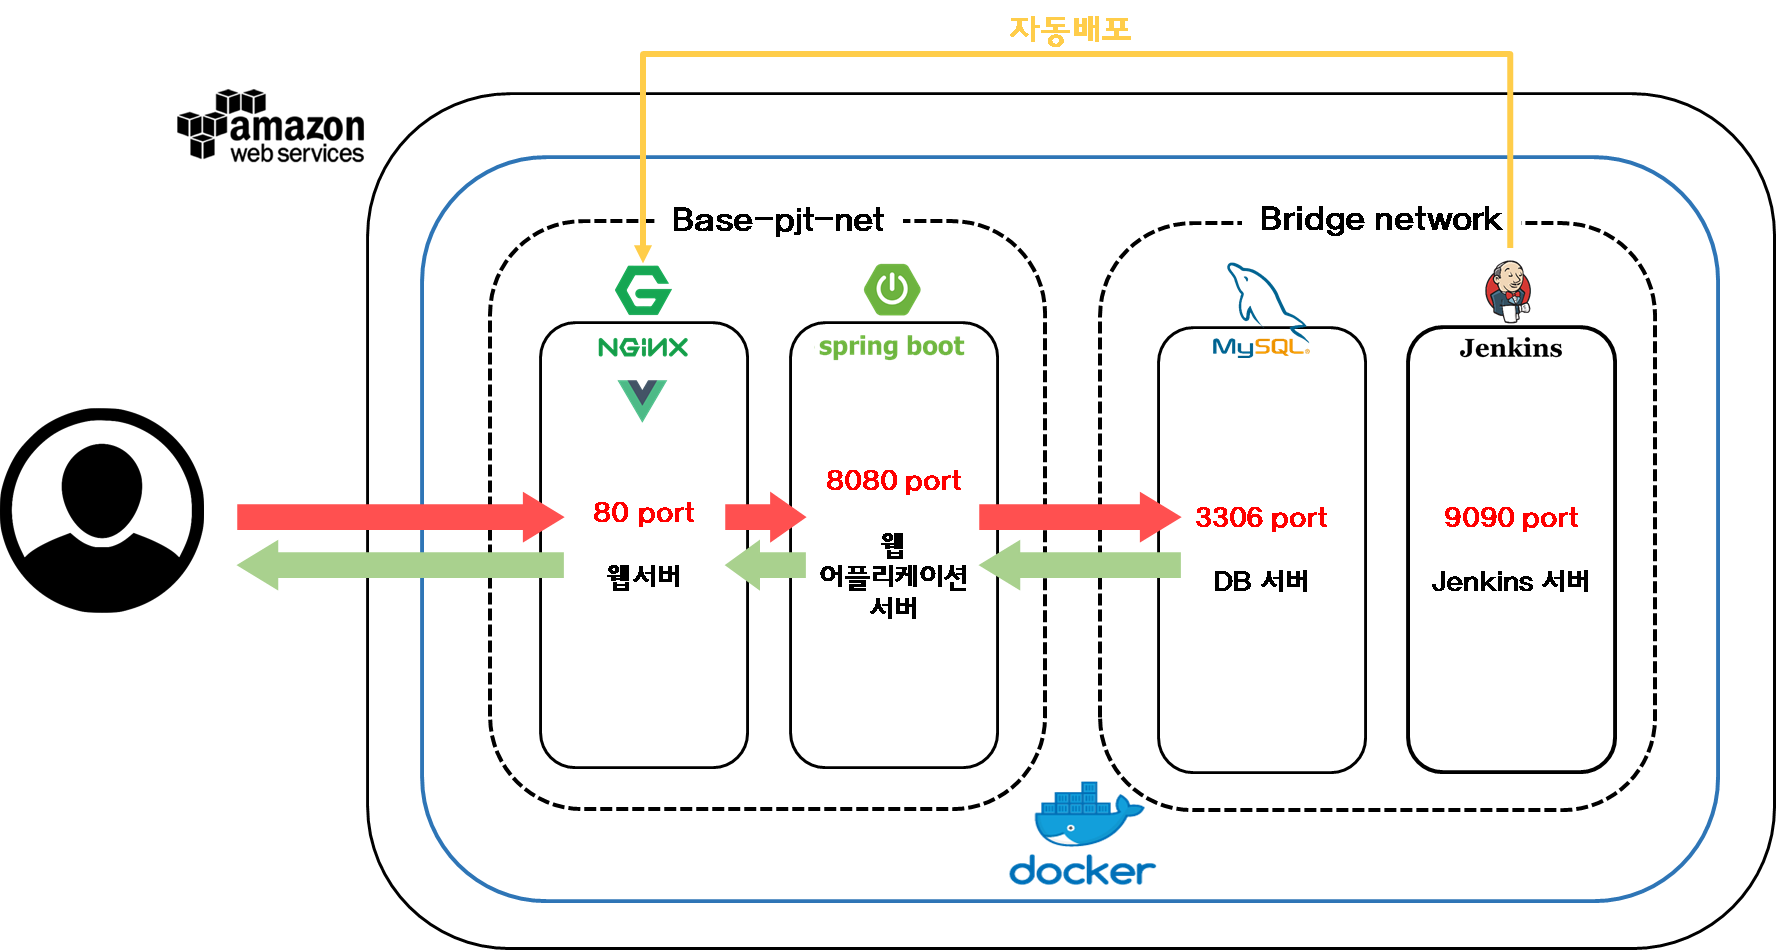 자동배포
amazon
web services
Base-pjt-net
Bridge network
NGINX
spring boot
MySQL®
Jenkins
80 port
웹서버
8080 port
웹
어플리케이션
서버
3306 port
DB 서버
9090 port
Jenkins 서버
docker